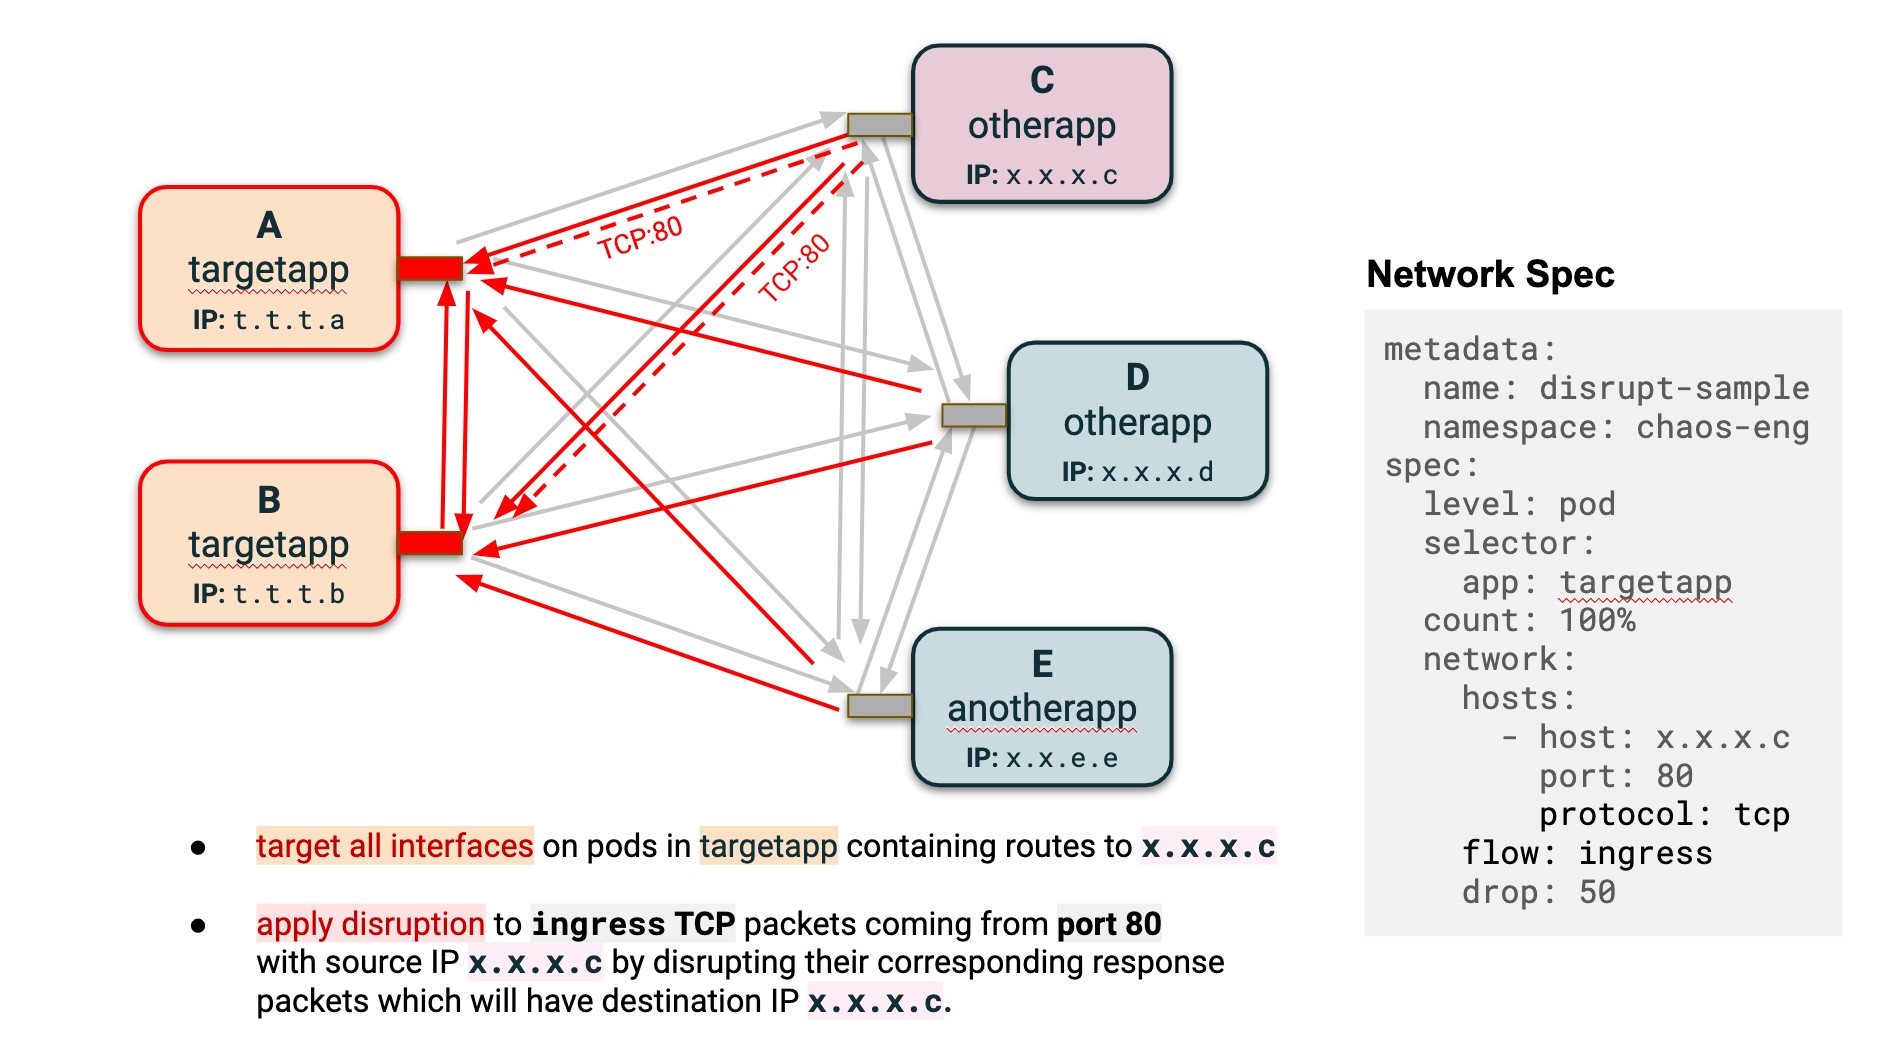 C
otherapp
IP: x.x.x.c
A
targetapp
IP: t.t.t.a
TCP:80
TCP:80
D
otherapp
IP: x.x.x.d
B
targetapp
IP: t.t.t.b
E
anotherapp
IP: x.x.e.e
Network Spec
metadata:
  name: disrupt-sample
  namespace: chaos-eng
spec:
  level: pod
  selector:
    app: targetapp
  count: 100%
  network:
    hosts:
      - host: x.x.x.c
        port: 80
        protocol: tcp
    flow: ingress
    drop: 50
● target all interfaces on pods in targetapp containing routes to x.x.x.c
● apply disruption to ingress TCP packets coming from port 80
with source IP x.x.x.c by disrupting their corresponding response
packets which will have destination IP x.x.x.c.